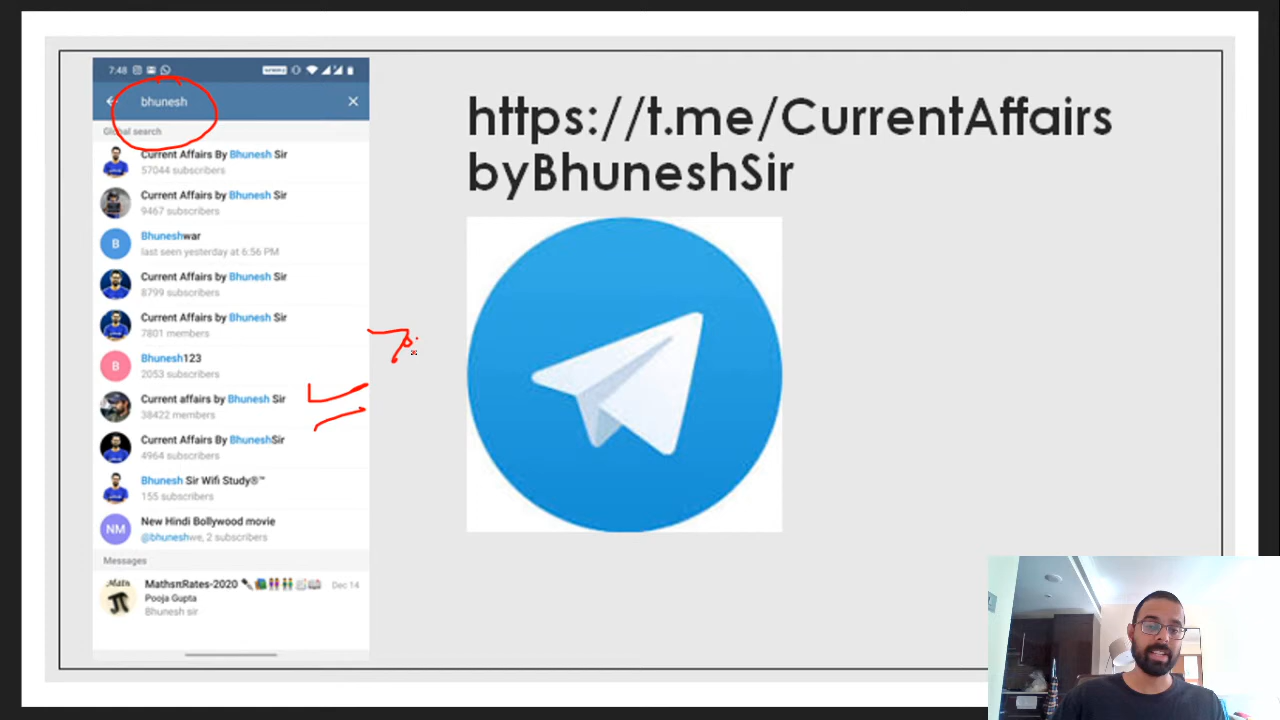 7:48
bhunesh
Global search
Current Affairs By Bhunesh Sir
57044 subscribers
Current Affairs by Bhunesh Sir
9467 subscribers
Bhuneshwar
last seen yesterday at 6:56 PM
Current Affairs by Bhunesh Sir
8799 subscribers
Current Affairs by Bhunesh Sir
7801 members
B
Bhunesh123
2053 subscribers
Current affairs by Bhunesh Sir
38422 members
Current Affairs By BhuneshSir
4964 subscribers
Bhunesh Sir Wifi Study®™
155 subscribers
NM
New Hindi Bollywood movie
@bhuneshwe, 2 subscribers
Messages
MathsπRates-2020
Dec 14
Pooja Gupta
Bhunesh sir
https://t.me/CurrentAffairs
byBhuneshSir